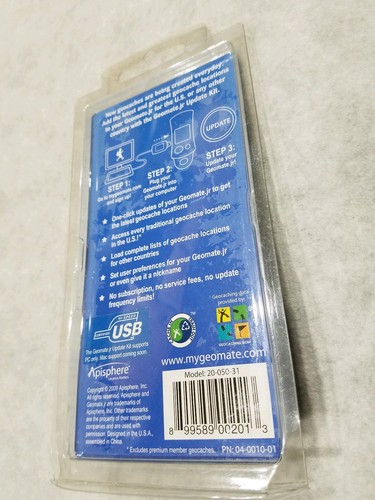 New geocaches are being created everyday.
Add the latest and greatest geocache locations
to your Geomate.jr for the U.S. or any other
country with the Geomate.jr Update Kit.
UPDATE
STEP 1:
Go to mygeomate.com
and sign up!
STEP 2:
Plug your
Geomate.jr into
your computer
STEP 3:
Update your
Geomate.jr!
★ One-click updates of your Geomate.jr to get
the latest geocache locations
★ Access every traditional geocache location
in the U.S.!*
★ Load complete lists of geocache locations
for other countries
★ Set user preferences for your Geomate.jr
or even give it a nickname
★ No subscription, no service fees, no update
frequency limits!
CERTIFIED
HI-SPEED
USB
The Geomate.jr Update Kit supports
PC only. Mac support coming soon.
Geocaching data
provided by:
GEOCACHING.COM
www.mygeomate.com
Apisphere
Copyright © 2009 Apisphere, Inc.
All rights reserved. Apisphere and
Geomate.jr are trademarks of
Apisphere, Inc. Other trademarks
are the property of their respective
companies and are used with
permission. Designed in the U.S.A.,
assembled in China.
Model: 20-050-31
8 99589 00201 3
* Excludes premium member geocaches.
PN: 04-0010-01